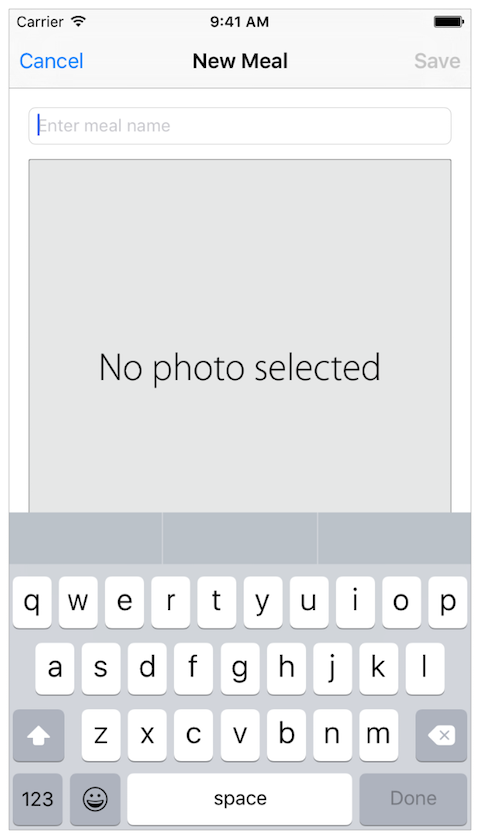 Carrier 9:41 AM
Cancel New Meal Save
Enter meal name
No photo selected
q w e r t y u i o p
a s d f g h j k l
z x c v b n m
123 space Done